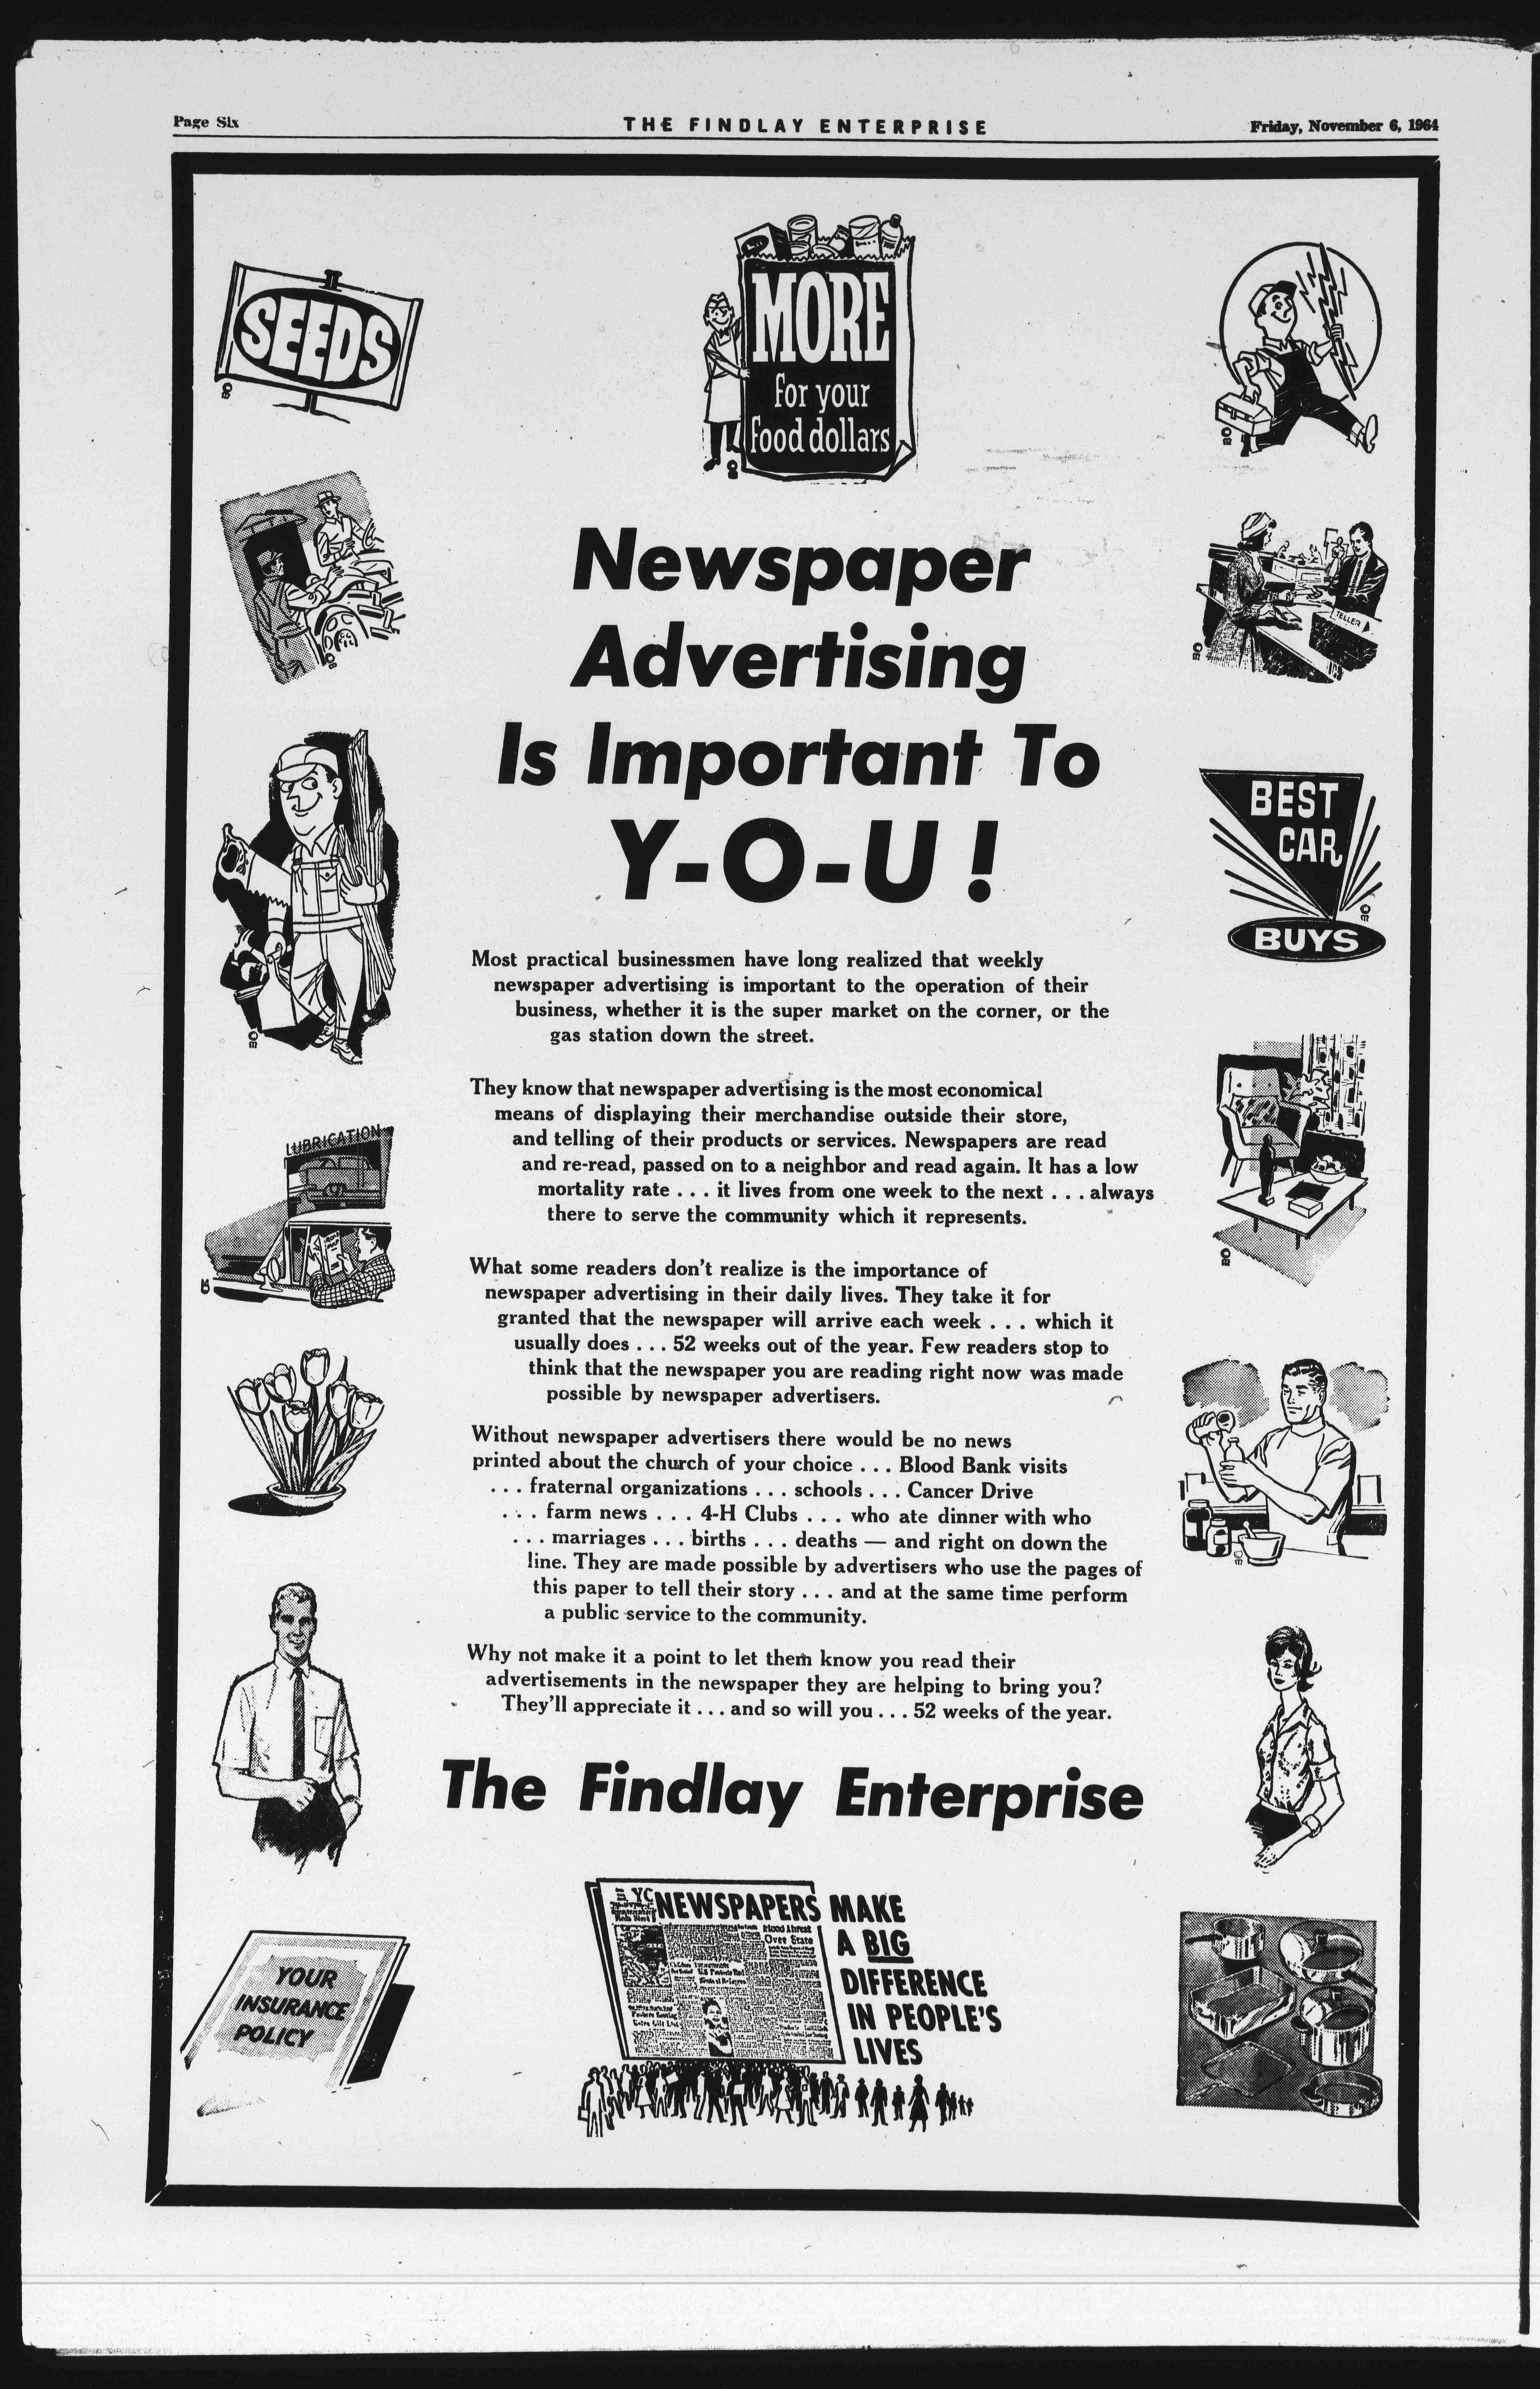 Page Six
THE FINDLAY ENTERPRISE
Friday, November 6, 1964
SEEDS
MORE
for your
food dollars
TELLER
BEST
CAR
BUYS
LUBRICATION
Newspaper
Advertising
Is Important To
Y-O-U!
Most practical businessmen have long realized that weekly
newspaper advertising is important to the operation of their
business, whether it is the super market on the corner, or the
gas station down the street.
They know that newspaper advertising is the most economical
means of displaying their merchandise outside their store,
and telling of their products or services. Newspapers are read
and re-read, passed on to a neighbor and read again. It has a low
mortality rate . . . it lives from one week to the next . . . always
there to serve the community which it represents.
What some readers don't realize is the importance of
newspaper advertising in their daily lives. They take it for
granted that the newspaper will arrive each week . . . which it
usually does . . . 52 weeks out of the year. Few readers stop to
think that the newspaper you are reading right now was made
possible by newspaper advertisers.
Without newspaper advertisers there would be no news
printed about the church of your choice . . . Blood Bank visits
. . . fraternal organizations . . . schools . . . Cancer Drive
. . . farm news . . . 4-H Clubs . . . who ate dinner with who
. . . marriages . . . births . . . deaths — and right on down the
line. They are made possible by advertisers who use the pages of
this paper to tell their story . . . and at the same time perform
a public service to the community.
Why not make it a point to let them know you read their
advertisements in the newspaper they are helping to bring you?
They'll appreciate it . . . and so will you . . . 52 weeks of the year.
The Findlay Enterprise
YOUR
INSURANCE
POLICY
NEWSPAPERS MAKE
A BIG
DIFFERENCE
IN PEOPLE'S
LIVES
Flood Threat
Over State